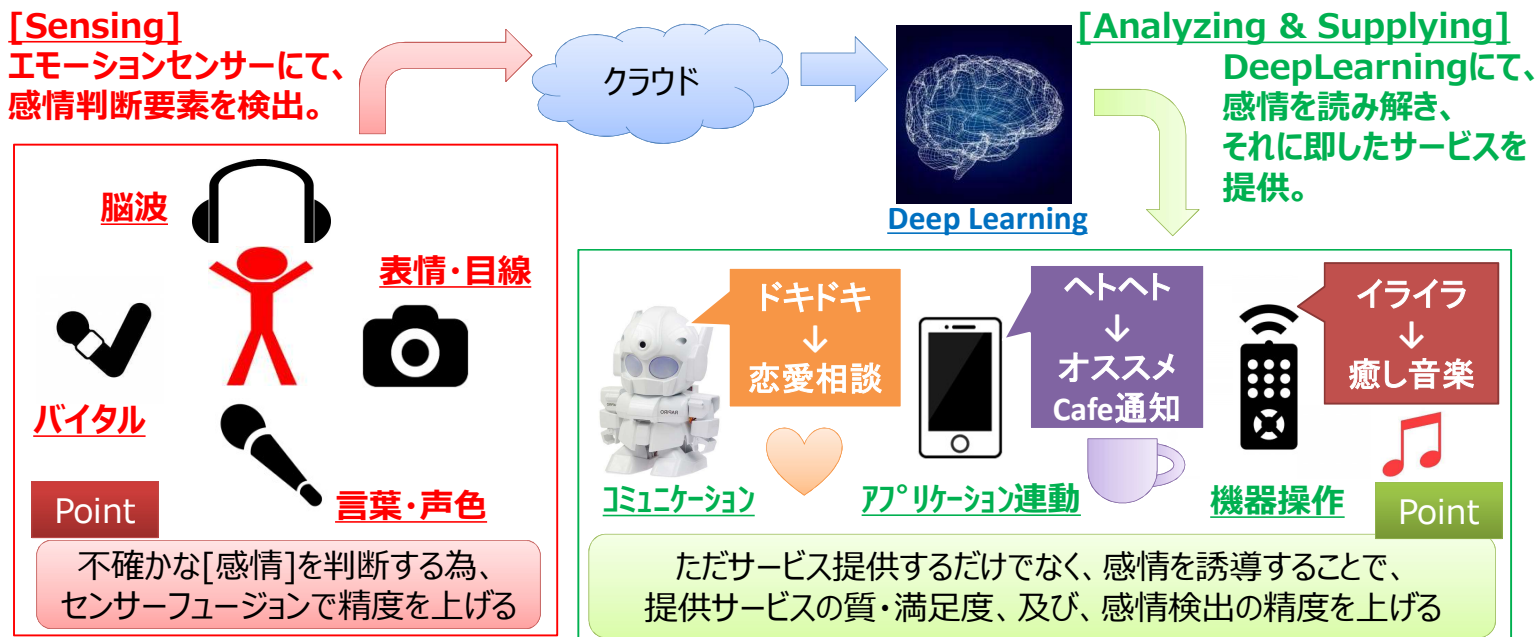 [Sensing]
エモーションセンサーにて、
感情判断要素を検出。
クラウド
[Analyzing & Supplying]
DeepLearningにて、
感情を読み解き、
それに即したサービスを
提供。
Deep Learning
脳波
表情・目線
バイタル
言葉・声色
Point
不確かな[感情]を判断する為、
センサーフュージョンで精度を上げる
ドキドキ
↓
恋愛相談
ヘトヘト
↓
オススメ
Cafe通知
イライラ
↓
癒し音楽
ｺﾐｭﾆｹｰｼｮﾝ
ｱﾌﾟﾘｹｰｼｮﾝ連動
機器操作
Point
ただサービス提供するだけでなく、感情を誘導することで、
提供サービスの質・満足度、及び、感情検出の精度を上げる